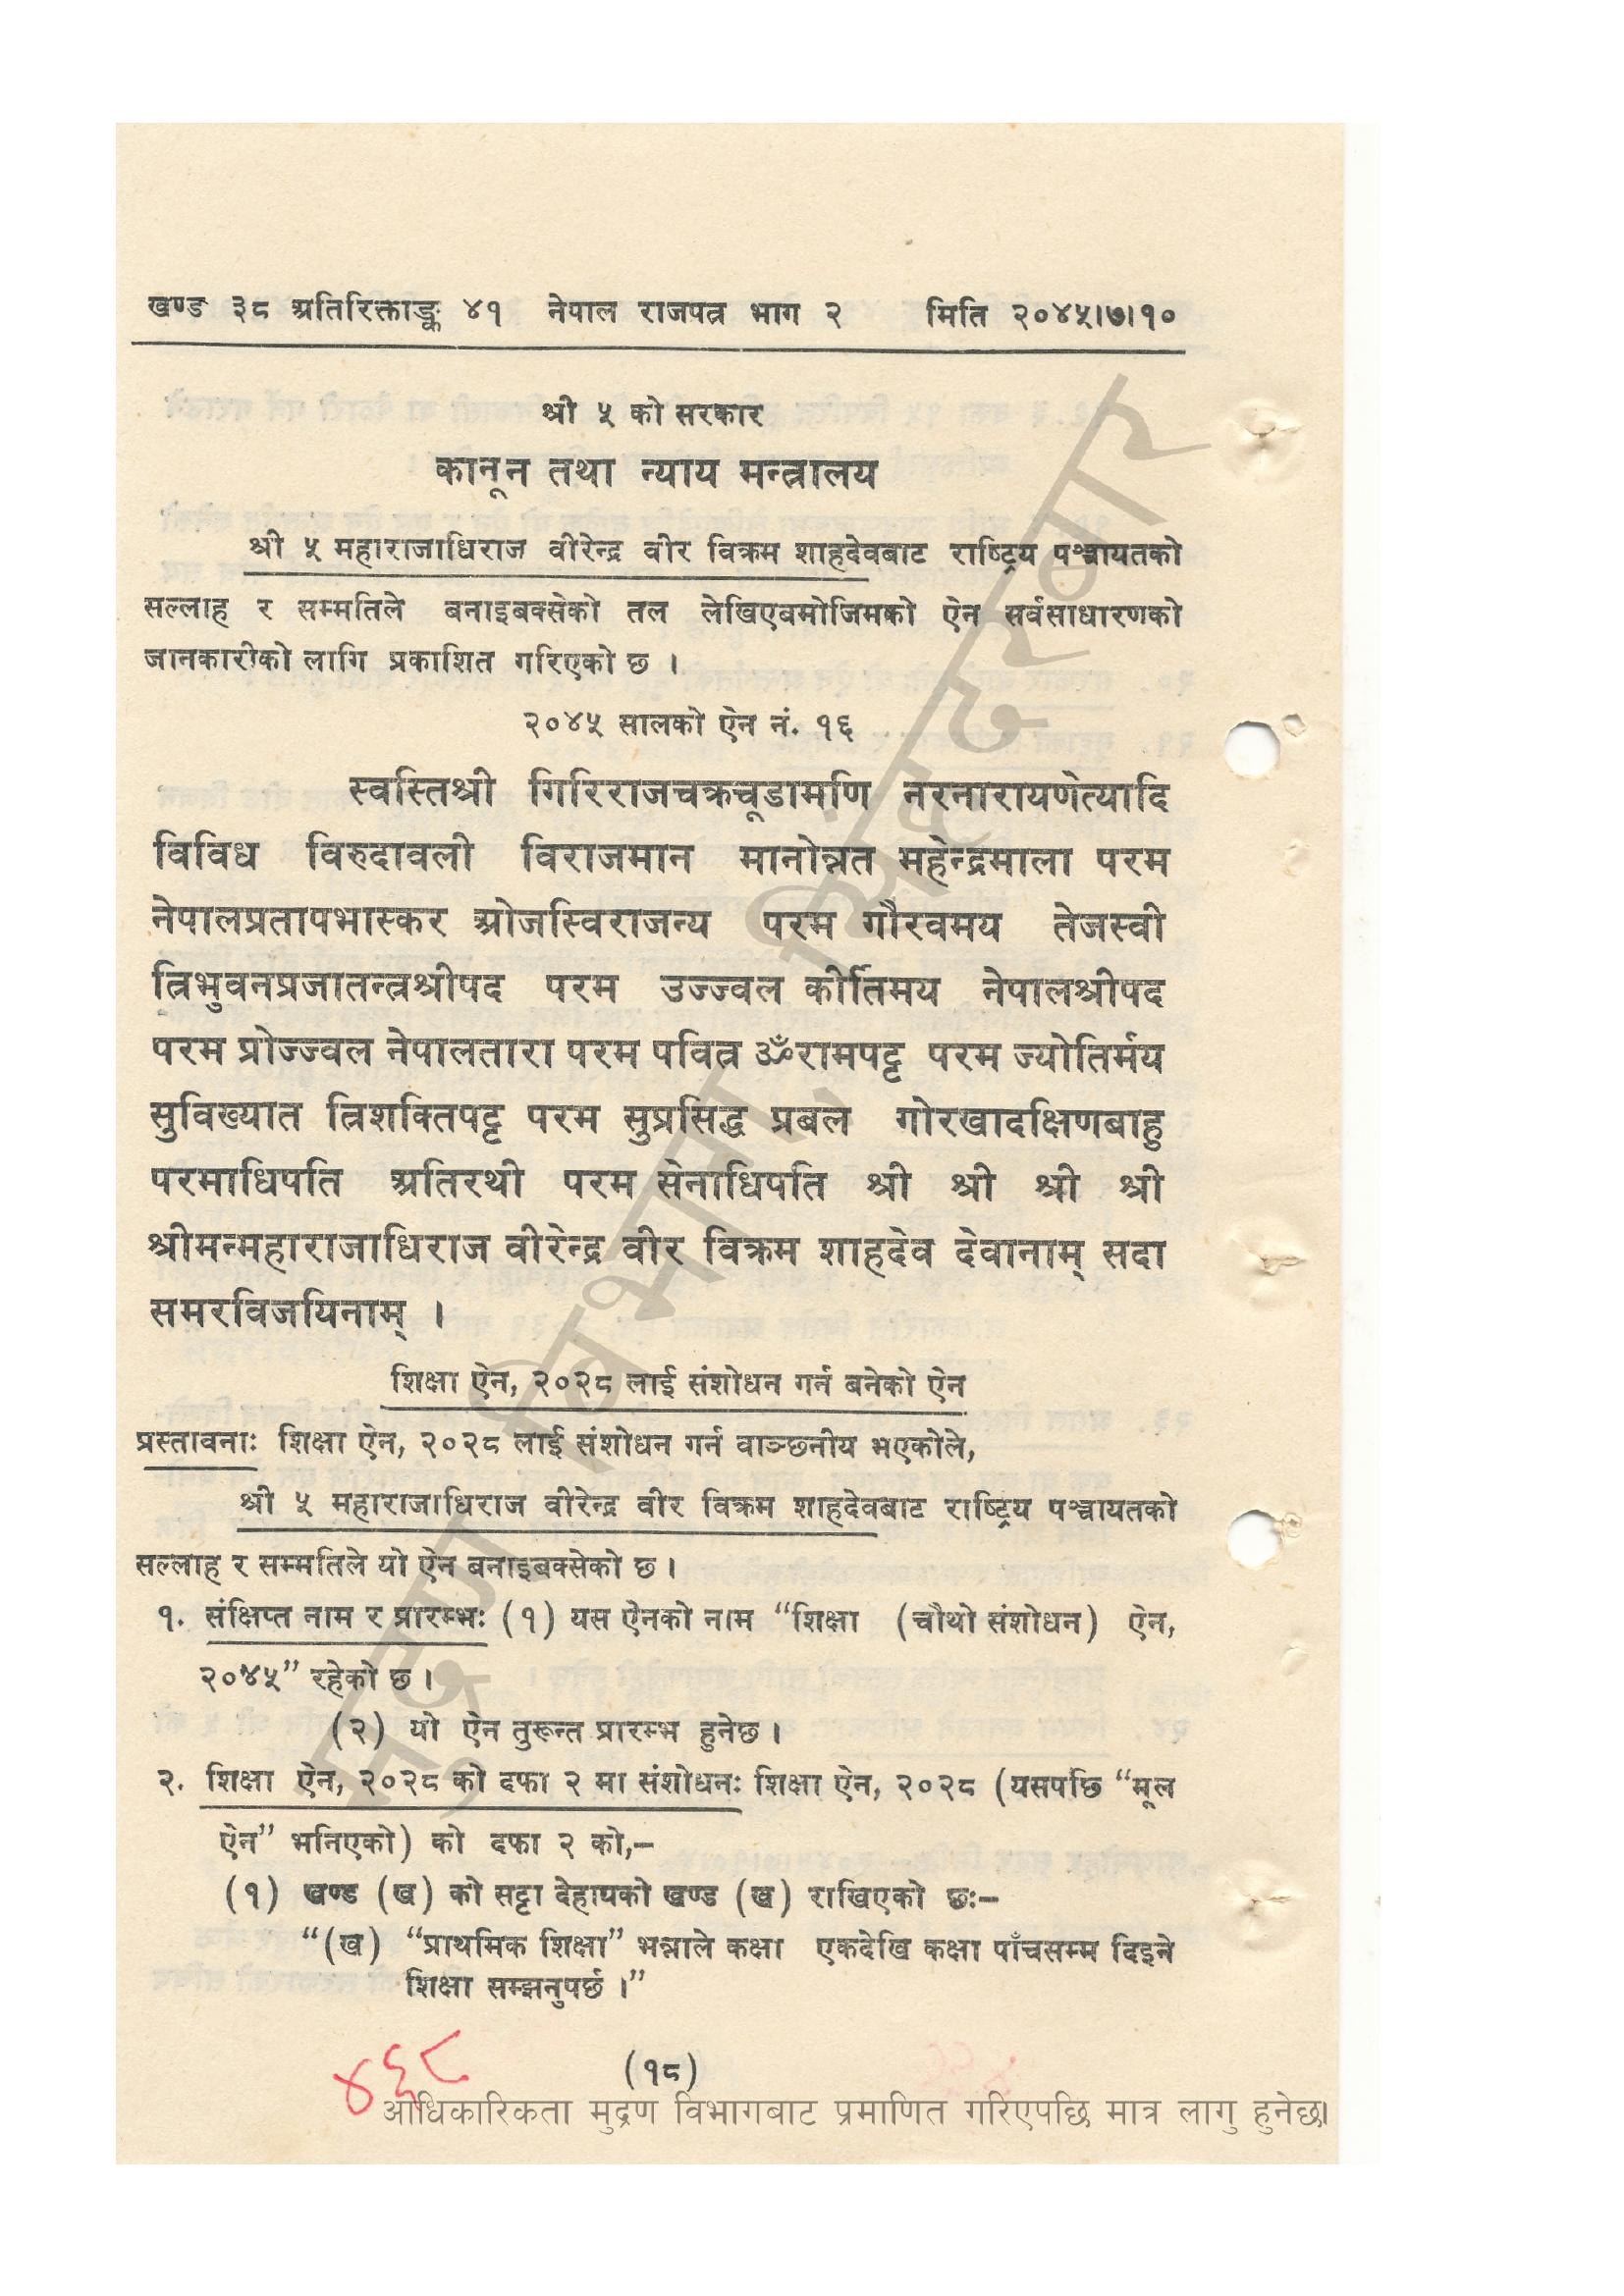 खण्ड ३८ अतिरिक्ताङ्क ४१ नेपाल राजपत्र भाग २ मिति २०४५।७।१०
श्री ५ को सरकार
कानून तथा न्याय मन्त्रालय
श्री ५ महाराजाधिराज वीरेन्द्र वीर विक्रम शाहदेवबाट राष्ट्रिय पञ्चायतको
सल्लाह र सम्मतिले बनाइबक्सेको तल लेखिएबमोजिमको ऐन सर्वसाधारणको
जानकारीको लागि प्रकाशित गरिएको छ ।
२०४५ सालको ऐन नं. १६
स्वस्तिश्री गिरिराजचक्रचूडामणि नरनारायणेत्यादि
विविध विरुदावली विराजमान मानोन्नत महेन्द्रमाला परम
नेपालप्रतापभास्कर ओजस्विराजन्य परम गौरवमय तेजस्वी
त्रिभुवनप्रजातन्त्रश्रीपद परम उज्ज्वल कीर्तिमय नेपालश्रीपद
परम प्रोज्ज्वल नेपालतारा परम पवित्र ॐरामपट्ट परम ज्योतिर्मय
सुविख्यात त्रिशक्तिपट्ट परम सुप्रसिद्ध प्रबल गोरखादक्षिणबाहु
परमाधिपति अतिरथी परम सेनाधिपति श्री श्री श्री श्री
श्रीमन्महाराजाधिराज वीरेन्द्र वीर विक्रम शाहदेव देवानाम् सदा
समरविजयिनाम् ।
शिक्षा ऐन, २०२८ लाई संशोधन गर्न बनेको ऐन
प्रस्तावनाः शिक्षा ऐन, २०२८ लाई संशोधन गर्न वाञ्छनीय भएकोले,
श्री ५ महाराजाधिराज वीरेन्द्र वीर विक्रम शाहदेवबाट राष्ट्रिय पञ्चायतको
सल्लाह र सम्मतिले यो ऐन बनाइबक्सेको छ ।
१. संक्षिप्त नाम र प्रारम्भः (१) यस ऐनको नाम “शिक्षा (चौथो संशोधन) ऐन,
२०४५” रहेको छ ।
(२) यो ऐन तुरून्त प्रारम्भ हुनेछ ।
२. शिक्षा ऐन, २०२८ को दफा २ मा संशोधनः शिक्षा ऐन, २०२८ (यसपछि “मूल
ऐन” भनिएको) को दफा २ को,–
(१) खण्ड (ख) को सट्टा देहायको खण्ड (ख) राखिएको छः–
“(ख) “प्राथमिक शिक्षा” भन्नाले कक्षा एकदेखि कक्षा पाँचसम्म दिइने
शिक्षा सम्झनुपर्छ ।”
४६८
(१८)
आधिकारिकता मुद्रण विभागबाट प्रमाणित गरिएपछि मात्र लागु हुनेछ।
मुद्रण विभाग, सिंहदरबार